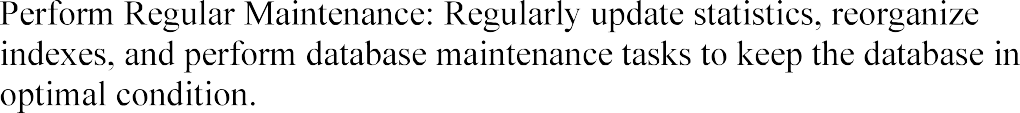 Perform Regular Maintenance: Regularly update statistics, reorganize
indexes, and perform database maintenance tasks to keep the database in
optimal condition.